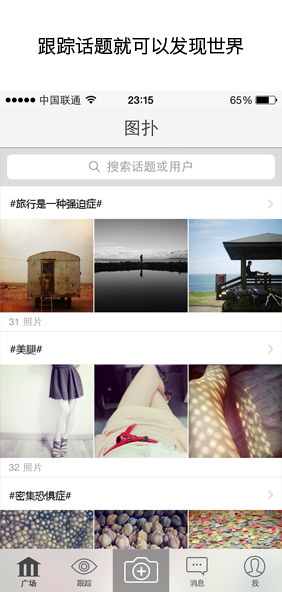 跟踪话题就可以发现世界
中国联通 23:15 65%
图扑
搜索话题或用户
#旅行是一种强迫症#
31 照片
#美腿#
32 照片
#密集恐惧症#
广场 跟踪 消息 我